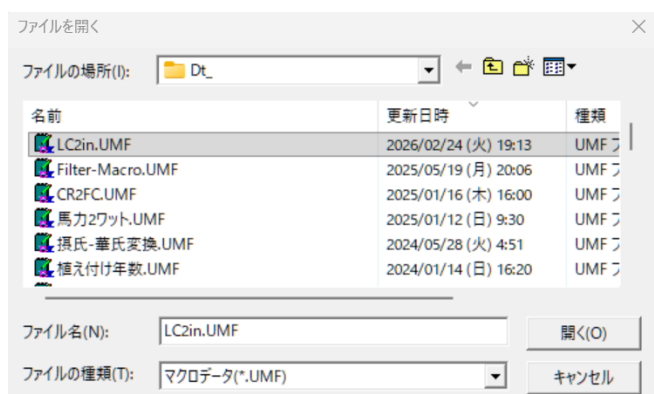 ファイルを開く
ファイルの場所(I): Dt_
名前 更新日時 種類
LC2in.UMF 2026/02/24 (火) 19:13 UMF フ
Filter-Macro.UMF 2025/05/19 (月) 20:06 UMF フ
CR2FC.UMF 2025/01/16 (木) 16:00 UMF フ
馬力2ワット.UMF 2025/01/12 (日) 9:30 UMF フ
摂氏-華氏変換.UMF 2024/05/28 (火) 4:51 UMF フ
植え付け年数.UMF 2024/01/14 (日) 16:20 UMF フ
ファイル名(N): LC2in.UMF 開く(O)
ファイルの種類(T): マクロデータ(*.UMF) キャンセル